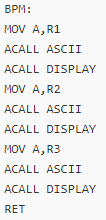 BPM:
MOV A,R1
ACALL ASCII
ACALL DISPLAY
MOV A,R2
ACALL ASCII
ACALL DISPLAY
MOV A,R3
ACALL ASCII
ACALL DISPLAY
RET